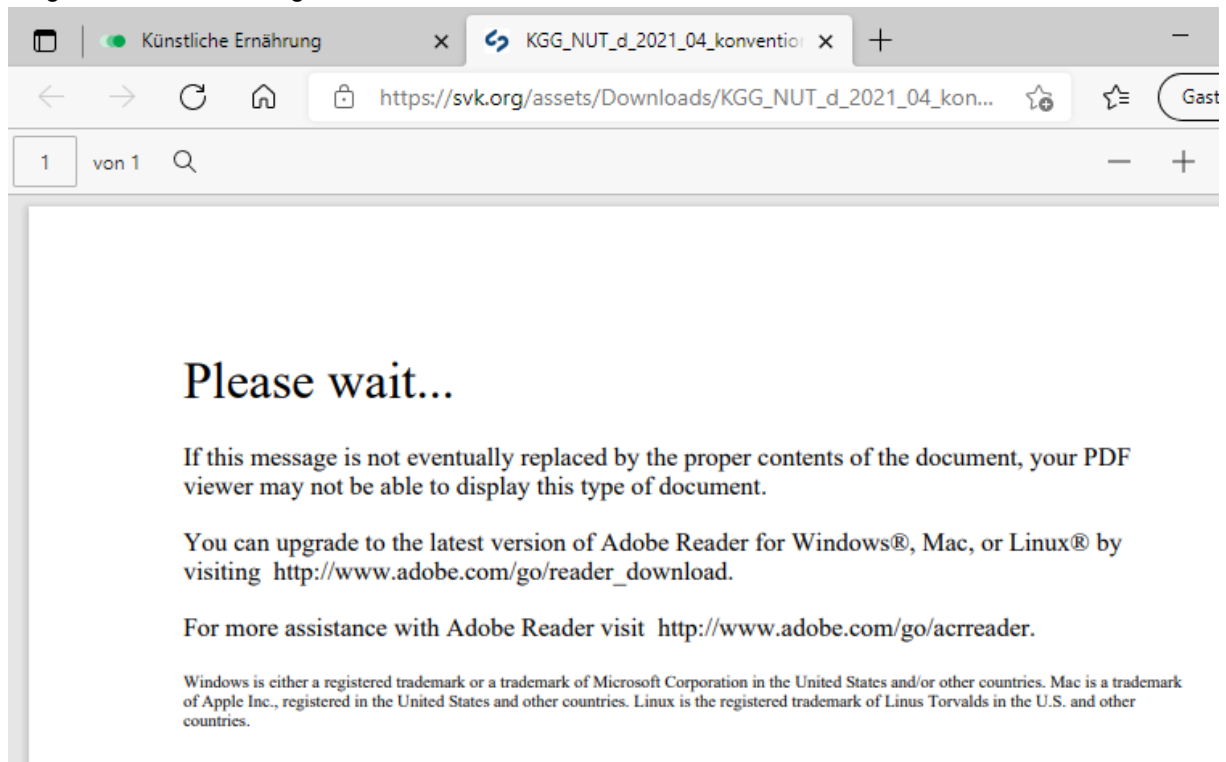 Künstliche Ernährung
KGG_NUT_d_2021_04_konvention
https://svk.org/assets/Downloads/KGG_NUT_d_2021_04_kon...
Gast
1 von 1
Please wait...
If this message is not eventually replaced by the proper contents of the document, your PDF
viewer may not be able to display this type of document.
You can upgrade to the latest version of Adobe Reader for Windows®, Mac, or Linux® by
visiting http://www.adobe.com/go/reader_download.
For more assistance with Adobe Reader visit http://www.adobe.com/go/acrreader.
Windows is either a registered trademark or a trademark of Microsoft Corporation in the United States and/or other countries. Mac is a trademark
of Apple Inc., registered in the United States and other countries. Linux is the registered trademark of Linus Torvalds in the U.S. and other
countries.